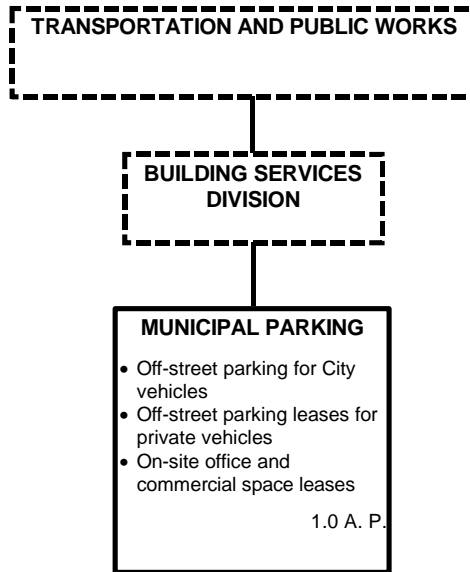 TRANSPORTATION AND PUBLIC WORKS
BUILDING SERVICES
DIVISION
MUNICIPAL PARKING
• Off-street parking for City
vehicles
• Off-street parking leases for
private vehicles
• On-site office and
commercial space leases
1.0 A. P.